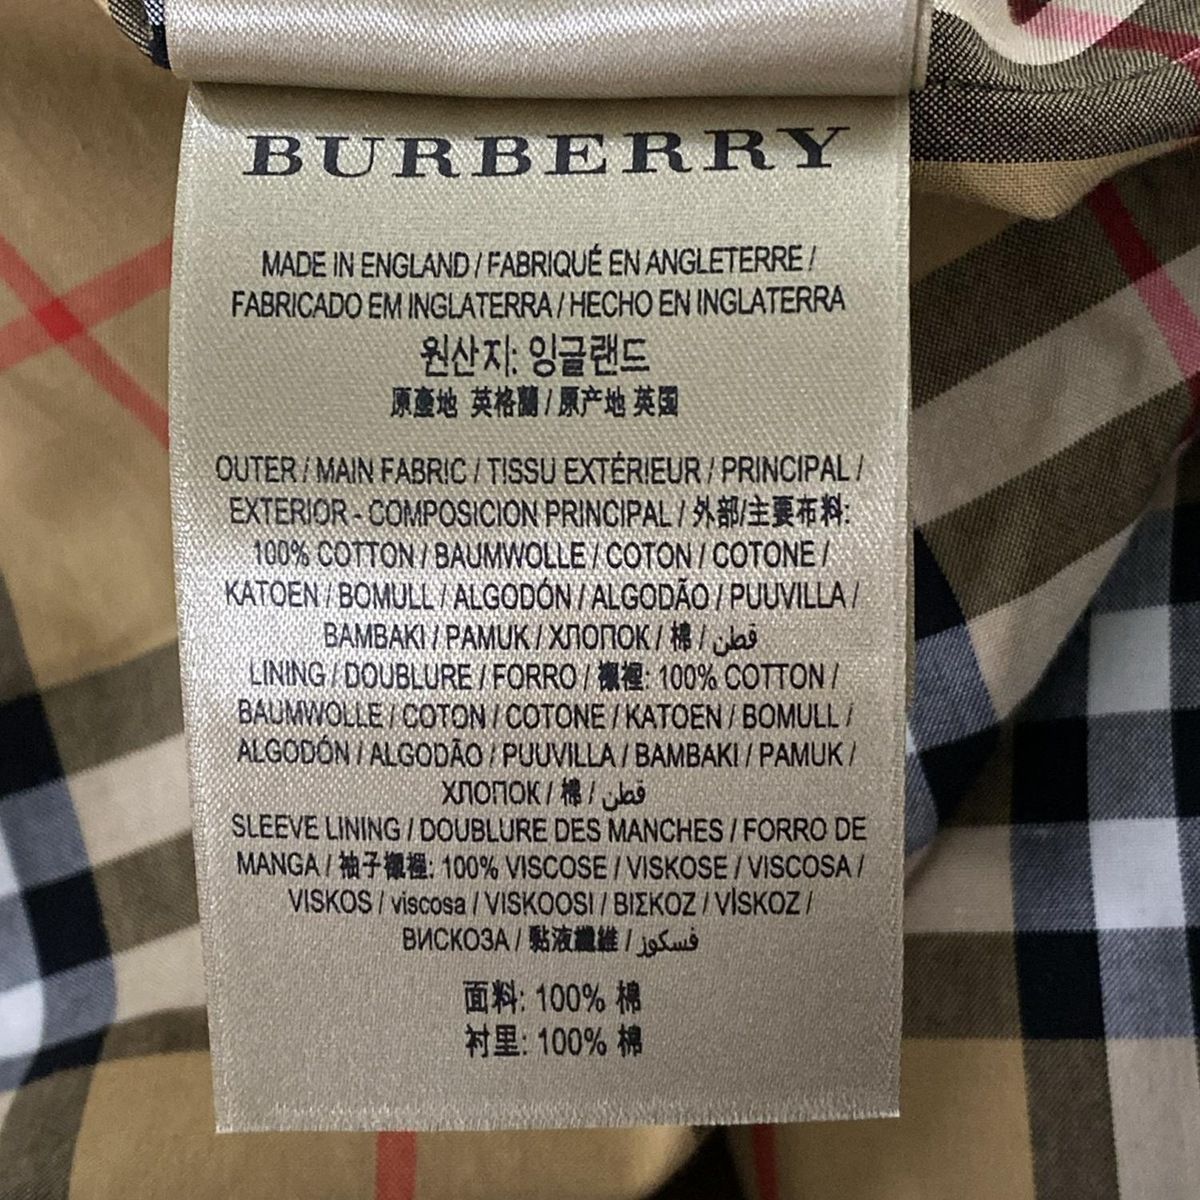 BURBERRY
MADE IN ENGLAND / FABRIQUÉ EN ANGLETERRE /
FABRICADO EM INGLATERRA / HECHO EN INGLATERRA
원산지: 잉글랜드
原產地 英格蘭 / 原产地 英国
OUTER / MAIN FABRIC / TISSU EXTÉRIEUR / PRINCIPAL /
EXTERIOR - COMPOSICION PRINCIPAL / 外部/主要布料:
100% COTTON / BAUMWOLLE / COTON / COTONE /
KATOEN / BOMULL / ALGODÓN / ALGODÃO / PUUVILLA /
BAMBAKI / PAMUK / ХЛОПОК / 棉 / قطن
LINING / DOUBLURE / FORRO / 襯裡: 100% COTTON /
BAUMWOLLE / COTON / COTONE / KATOEN / BOMULL /
ALGODÓN / ALGODÃO / PUUVILLA / BAMBAKI / PAMUK /
ХЛОПОК / 棉 / قطن
SLEEVE LINING / DOUBLURE DES MANCHES / FORRO DE
MANGA / 袖子襯裡: 100% VISCOSE / VISKOSE / VISCOSA /
VISKOS / viscosa / VISKOOSI / ΒΙΣΚΟΖ / VİSKOZ /
ВИСКОЗА / 黏液纖維 / فسكوز
面料: 100% 棉
衬里: 100% 棉